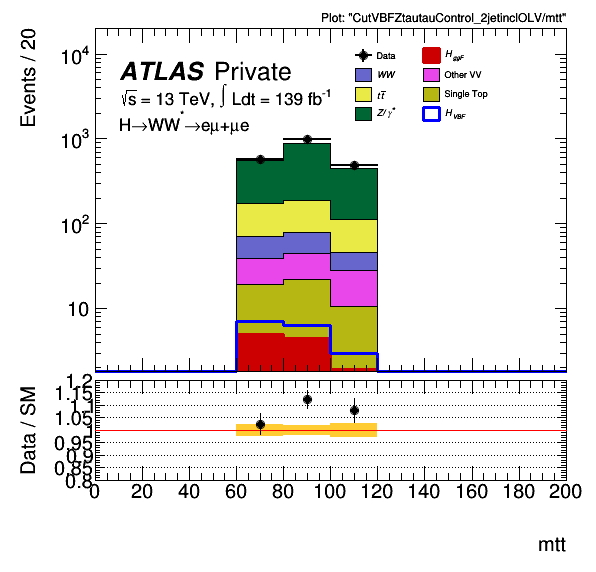 Plot: "CutVBFZtautauControl_2jetinclOLV/mtt"
Events / 20
10⁴
10³
10²
10
ATLAS Private
√s = 13 TeV, ∫ Ldt = 139 fb⁻¹
H→WW*→eμ+μe
Data
WW
tt̅
Z/γ*
H ggF
Other VV
Single Top
H VBF
Data / SM
1.2
1.15
1.1
1.05
1
0.95
0.9
0.85
0.8
0 20 40 60 80 100 120 140 160 180 200
mtt